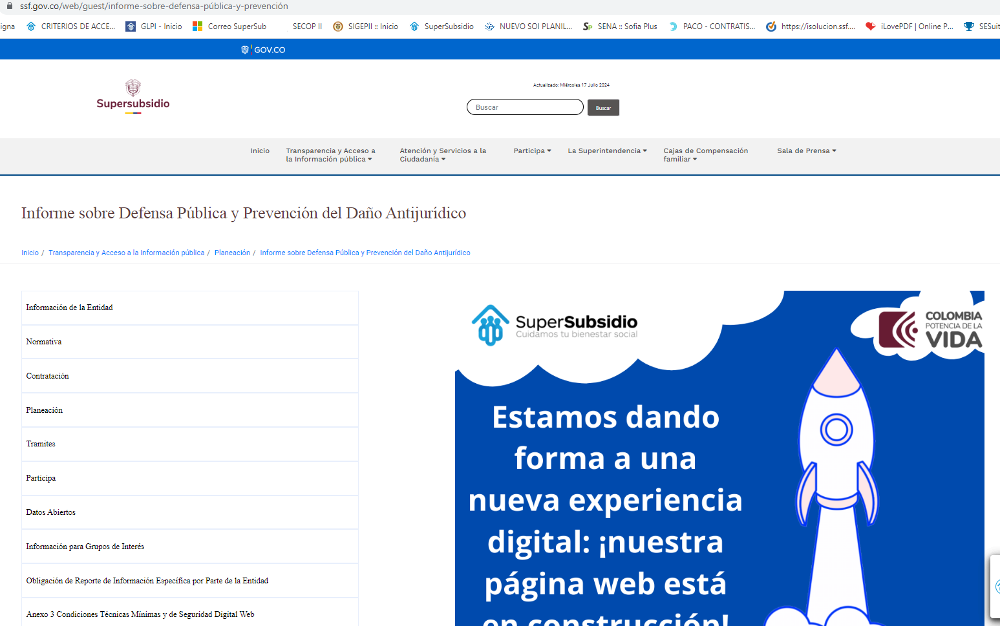 ssf.gov.co/web/guest/informe-sobre-defensa-pública-y-prevención
igna CRITERIOS DE ACCE... GLPI - Inicio Correo SuperSub SECOP II SIGEPII :: Inicio SuperSubsidio NUEVO SOI PLANIL... SENA :: Sofia Plus PACO - CONTRATIS... https://isolucion.ssf.... iLovePDF | Online P... SESuit
GOV.CO
Supersubsidio
Actualizado: Miércoles 17 Julio 2024
Buscar Buscar
Inicio
Transparencia y Acceso a
la Información pública
Atención y Servicios a la
Ciudadanía
Participa
La Superintendencia
Cajas de Compensación
familiar
Sala de Prensa
Informe sobre Defensa Pública y Prevención del Daño Antijurídico
Inicio / Transparencia y Acceso a la Información pública / Planeación / Informe sobre Defensa Pública y Prevención del Daño Antijurídico
Información de la Entidad
Normativa
Contratación
Planeación
Tramites
Participa
Datos Abiertos
Información para Grupos de Interés
Obligación de Reporte de Información Específica por Parte de la Entidad
Anexo 3 Condiciones Técnicas Mínimas y de Seguridad Digital Web
SuperSubsidio
Cuidamos tu bienestar social
COLOMBIA
POTENCIA DE LA
VIDA
Estamos dando
forma a una
nueva experiencia
digital: ¡nuestra
página web está
en construcción!